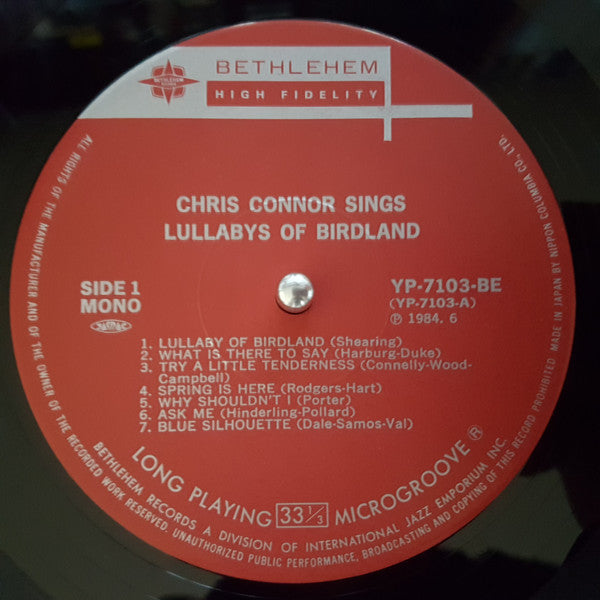 BETHLEHEM
BETHLEHEM
HIGH FIDELITY
CHRIS CONNOR SINGS
LULLABYS OF BIRDLAND
SIDE 1
MONO
YP-7103-BE
(YP-7103-A)
℗ 1984. 6
JASRAC
1. LULLABY OF BIRDLAND (Shearing)
2. WHAT IS THERE TO SAY (Harburg-Duke)
3. TRY A LITTLE TENDERNESS (Connelly-Wood-
Campbell)
4. SPRING IS HERE (Rodgers-Hart)
5. WHY SHOULDN'T I (Porter)
6. ASK ME (Hinderling-Pollard)
7. BLUE SILHOUETTE (Dale-Samos-Val)
LONG PLAYING 33 1/3 MICROGROOVE ®
BETHLEHEM RECORDS A DIVISION OF INTERNATIONAL JAZZ EMPORIUM INC.
ALL RIGHTS OF THE MANUFACTURER AND OF THE OWNER OF THE RECORDED WORK RESERVED. UNAUTHORIZED PUBLIC PERFORMANCE, BROADCASTING AND COPYING OF THIS RECORD PROHIBITED MADE IN JAPAN BY NIPPON COLUMBIA CO., LTD.